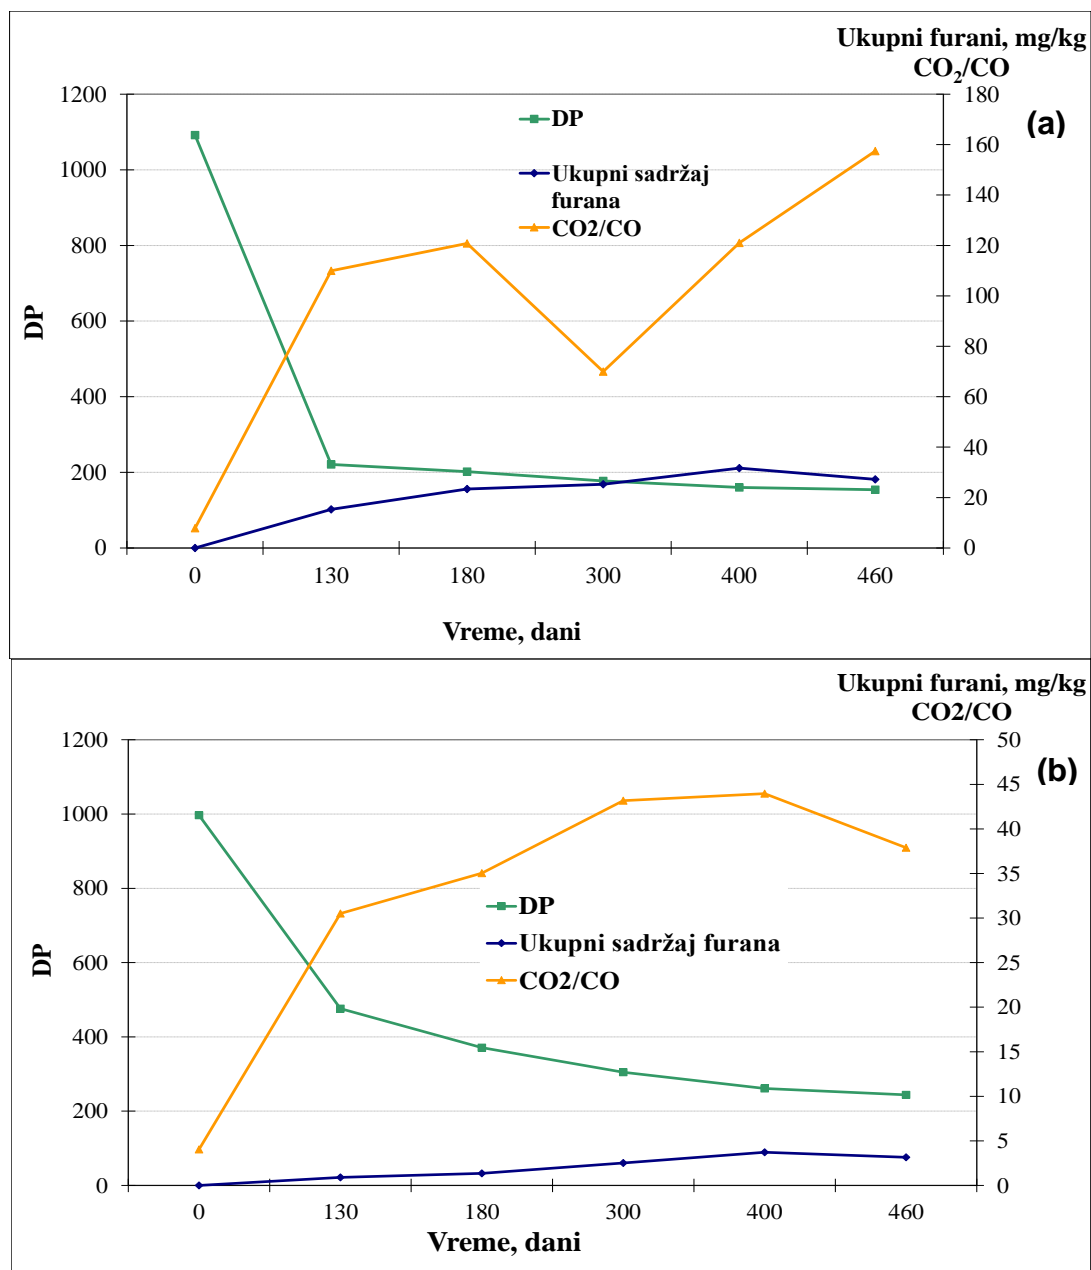 Ukupni furani, mg/kg
CO₂/CO
(a)
1200
1000
800
600
400
200
0
DP
180
160
140
120
100
80
60
40
20
0
DP
Ukupni sadržaj
furana
CO2/CO
0 130 180 300 400 460
Vreme, dani
Ukupni furani, mg/kg
CO2/CO
(b)
1200
1000
800
600
400
200
0
DP
50
45
40
35
30
25
20
15
10
5
0
DP
Ukupni sadržaj furana
CO2/CO
0 130 180 300 400 460
Vreme, dani